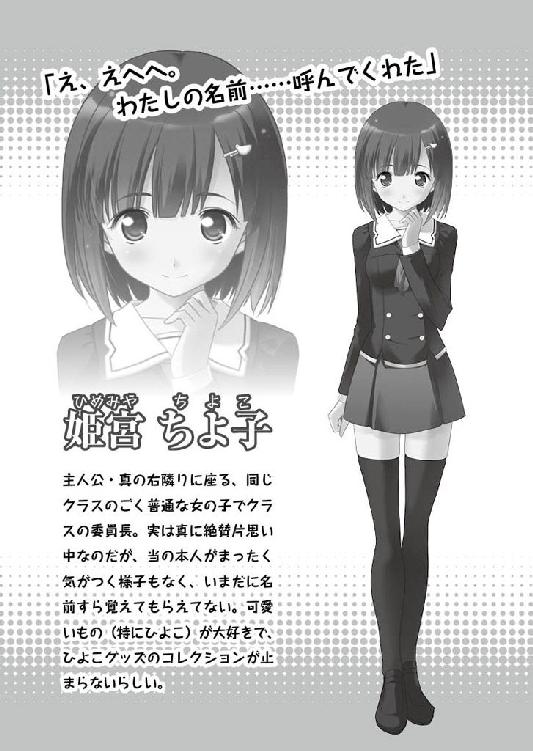 「え、えへへ。
わたしの名前……呼んでくれた」
ひめみや ちよこ
姫宮 ちよ子
主人公・真の右隣りに座る、同じ
クラスのごく普通な女の子でクラ
スの委員長。実は真に絶賛片思い
中なのだが、当の本人がまったく
気がつく様子もなく、いまだに名
前すら覚えてもらえてない。可愛
いもの（特にひよこ）が大好きで、
ひよこグッズのコレクションが止
まらないらしい。